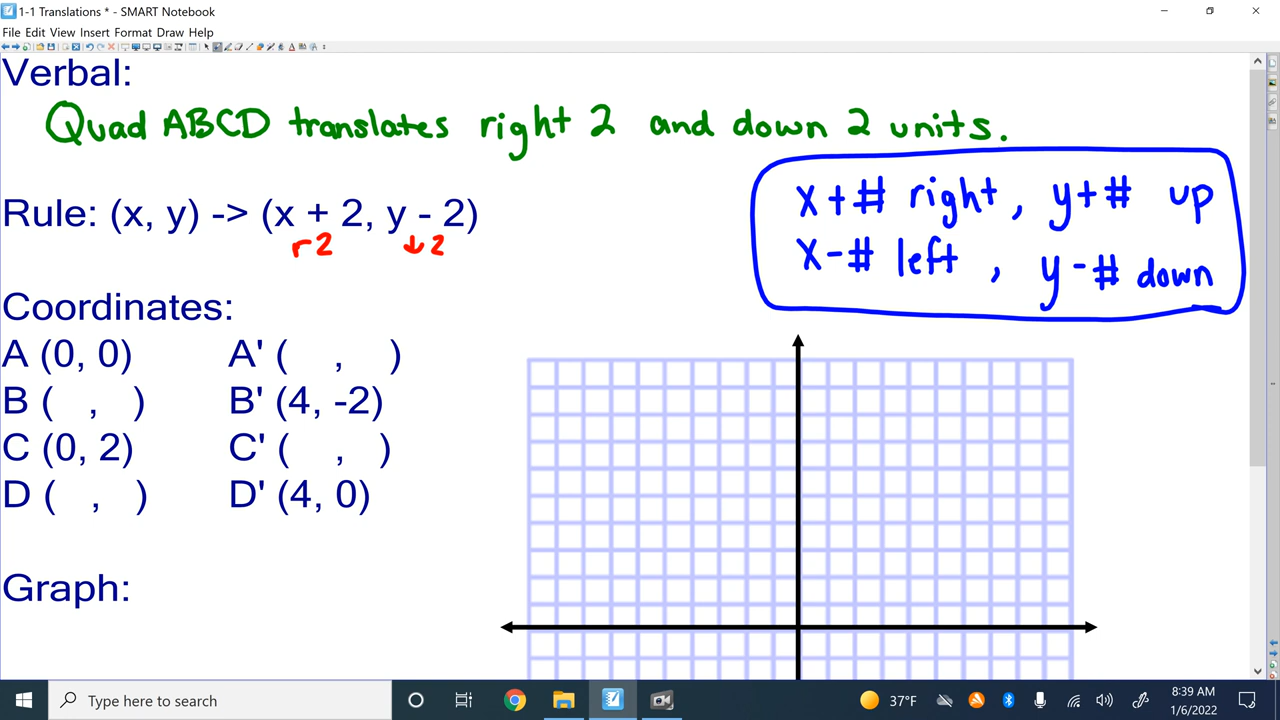 1-1 Translations * - SMART Notebook
File Edit View Insert Format Draw Help
Verbal:
Quad ABCD translates right 2 and down 2 units.
x+# right, y+# up
x-# left, y-# down
Rule: (x, y) -> (x + 2, y - 2)
r2 ↓2
Coordinates:
A (0, 0) A' ( , )
B ( , ) B' (4, -2)
C (0, 2) C' ( , )
D ( , ) D' (4, 0)
Graph:
Type here to search
37°F
8:39 AM
1/6/2022